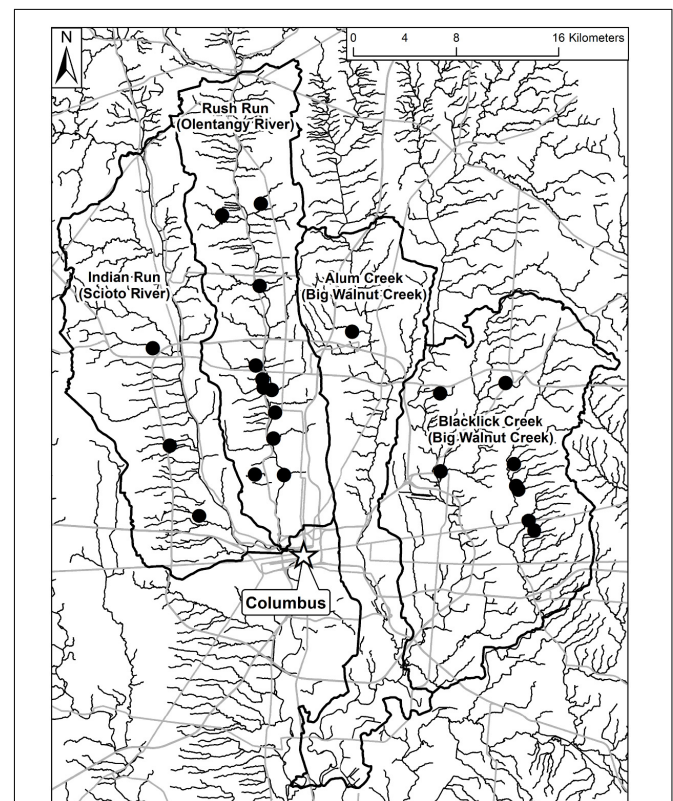 N
0 4 8 16 Kilometers
Rush Run
(Olentangy River)
Indian Run
(Scioto River)
Alum Creek
(Big Walnut Creek)
Blacklick Creek
(Big Walnut Creek)
Columbus